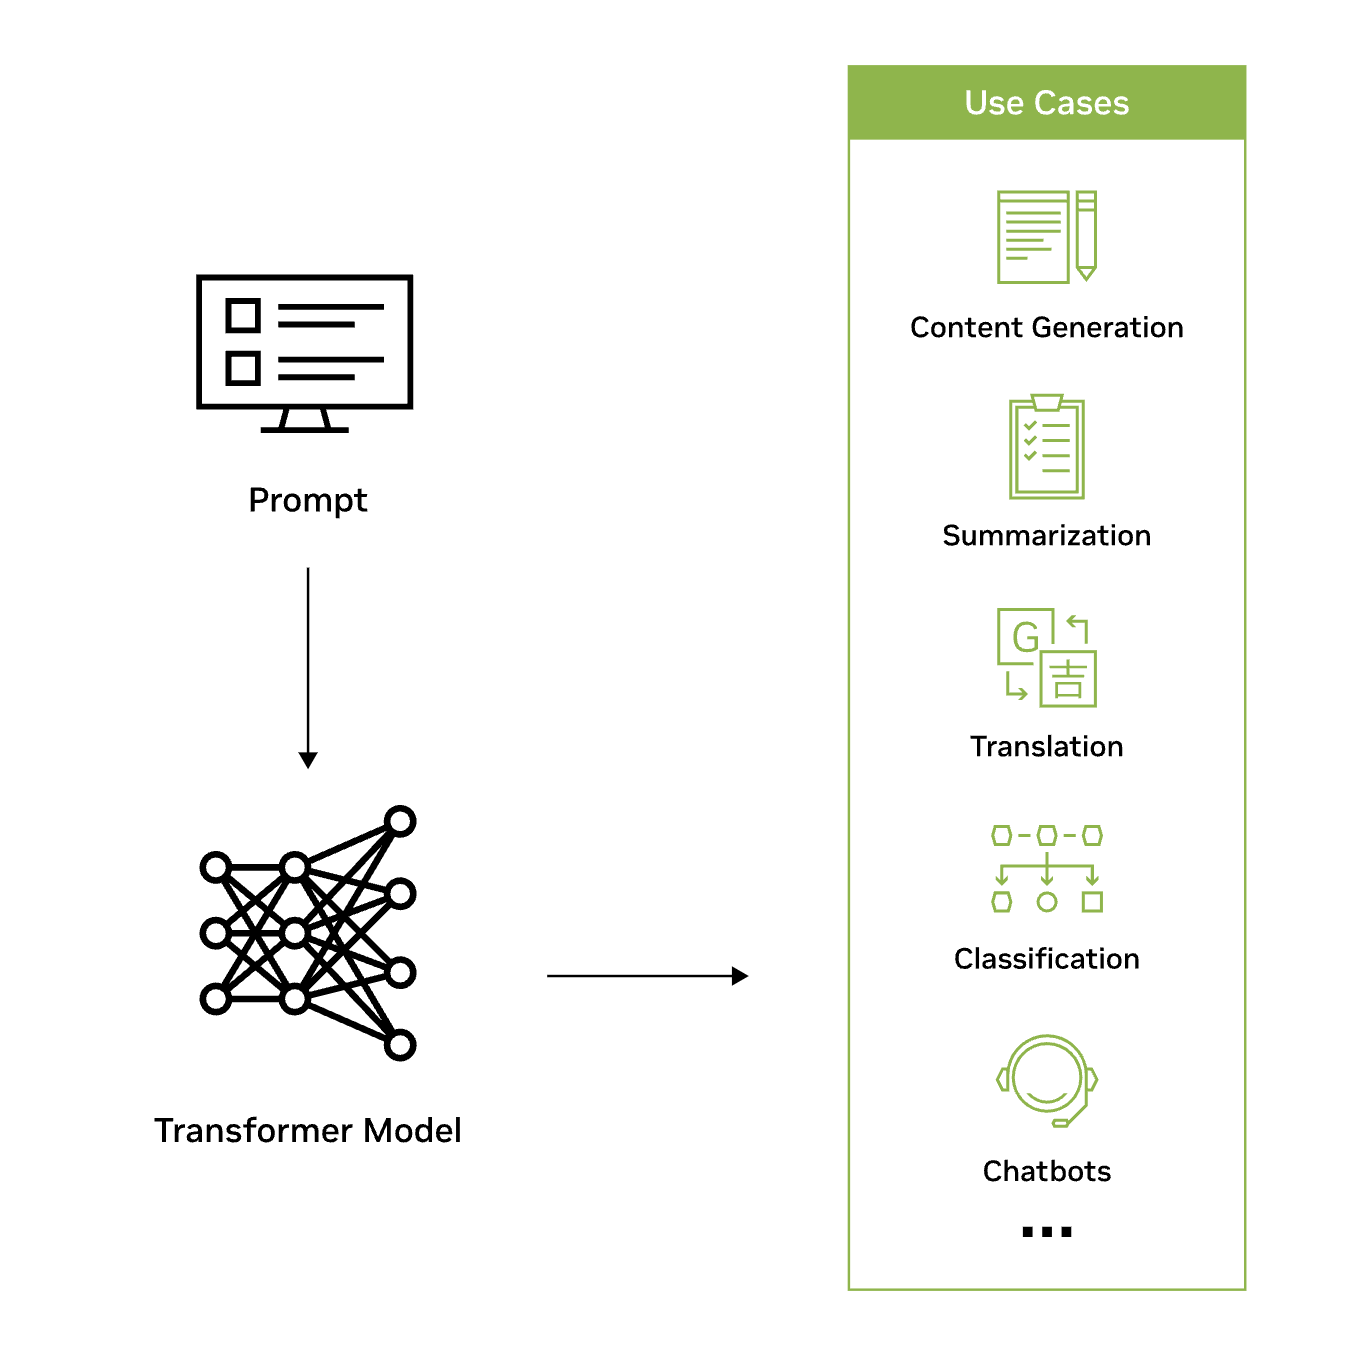 Use Cases
Content Generation
Prompt
Summarization
G
吉
Translation
Classification
Transformer Model
Chatbots
...